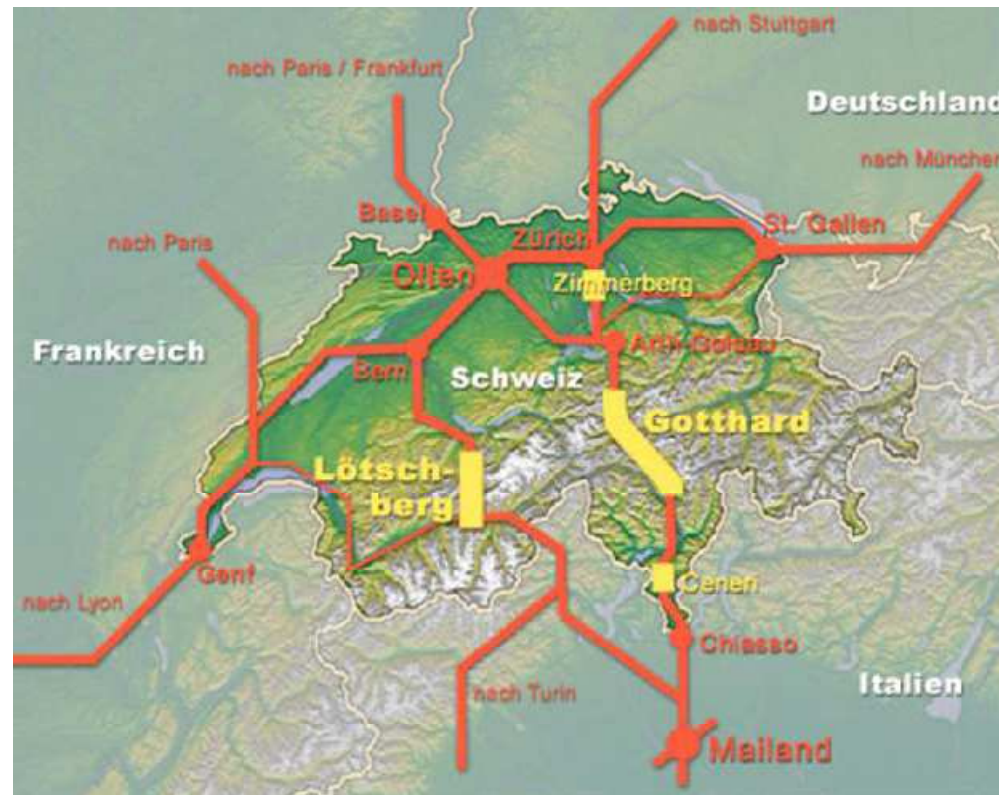 nach Stuttgart
nach Paris / Frankfurt
Deutschland
nach München
Basel
St. Gallen
Zürich
nach Paris
Olten
Zimmerberg
Frankreich
Arth-Goldau
Bern
Schweiz
Gotthard
Lötsch-
berg
Genf
Ceneri
nach Lyon
Chiasso
Italien
nach Turin
Mailand